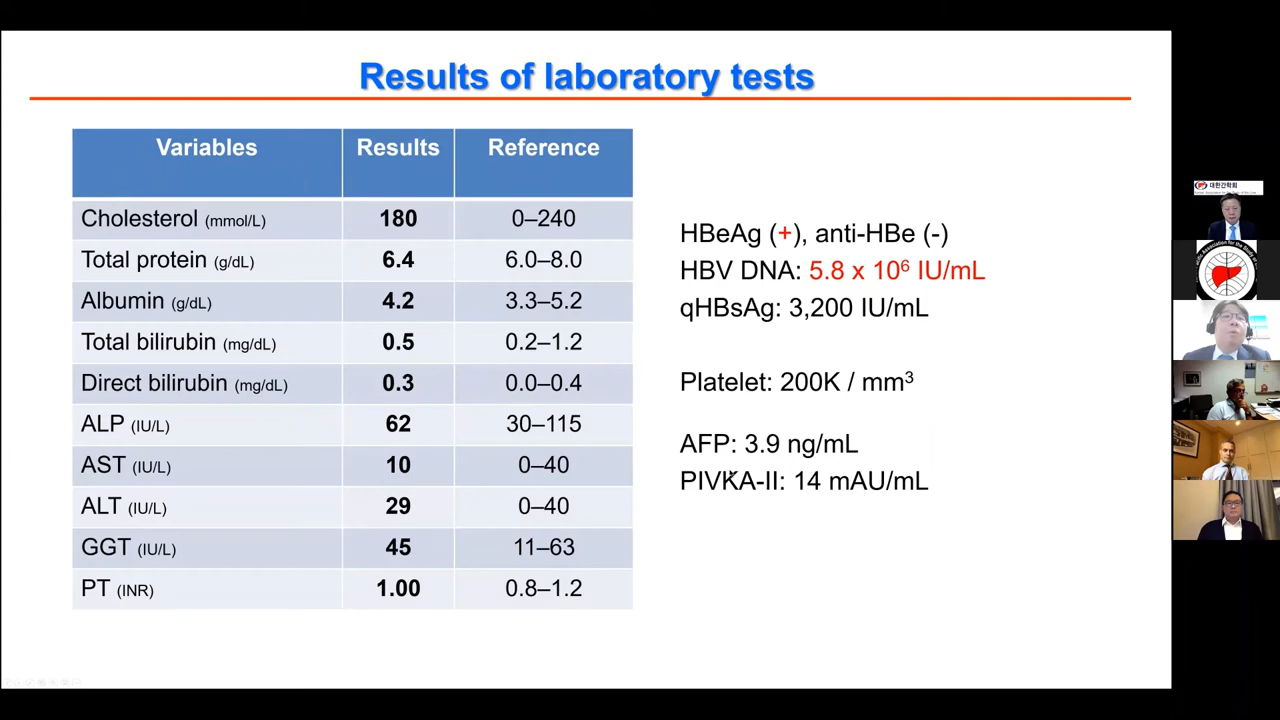 Results of laboratory tests
Variables Results Reference
Cholesterol (mmol/L) 180 0–240
Total protein (g/dL) 6.4 6.0–8.0
Albumin (g/dL) 4.2 3.3–5.2
Total bilirubin (mg/dL) 0.5 0.2–1.2
Direct bilirubin (mg/dL) 0.3 0.0–0.4
ALP (IU/L) 62 30–115
AST (IU/L) 10 0–40
ALT (IU/L) 29 0–40
GGT (IU/L) 45 11–63
PT (INR) 1.00 0.8–1.2
HBeAg (+), anti-HBe (-)
HBV DNA: 5.8 x 10⁶ IU/mL
qHBsAg: 3,200 IU/mL
Platelet: 200K / mm³
AFP: 3.9 ng/mL
PIVKA-II: 14 mAU/mL
대한간학회